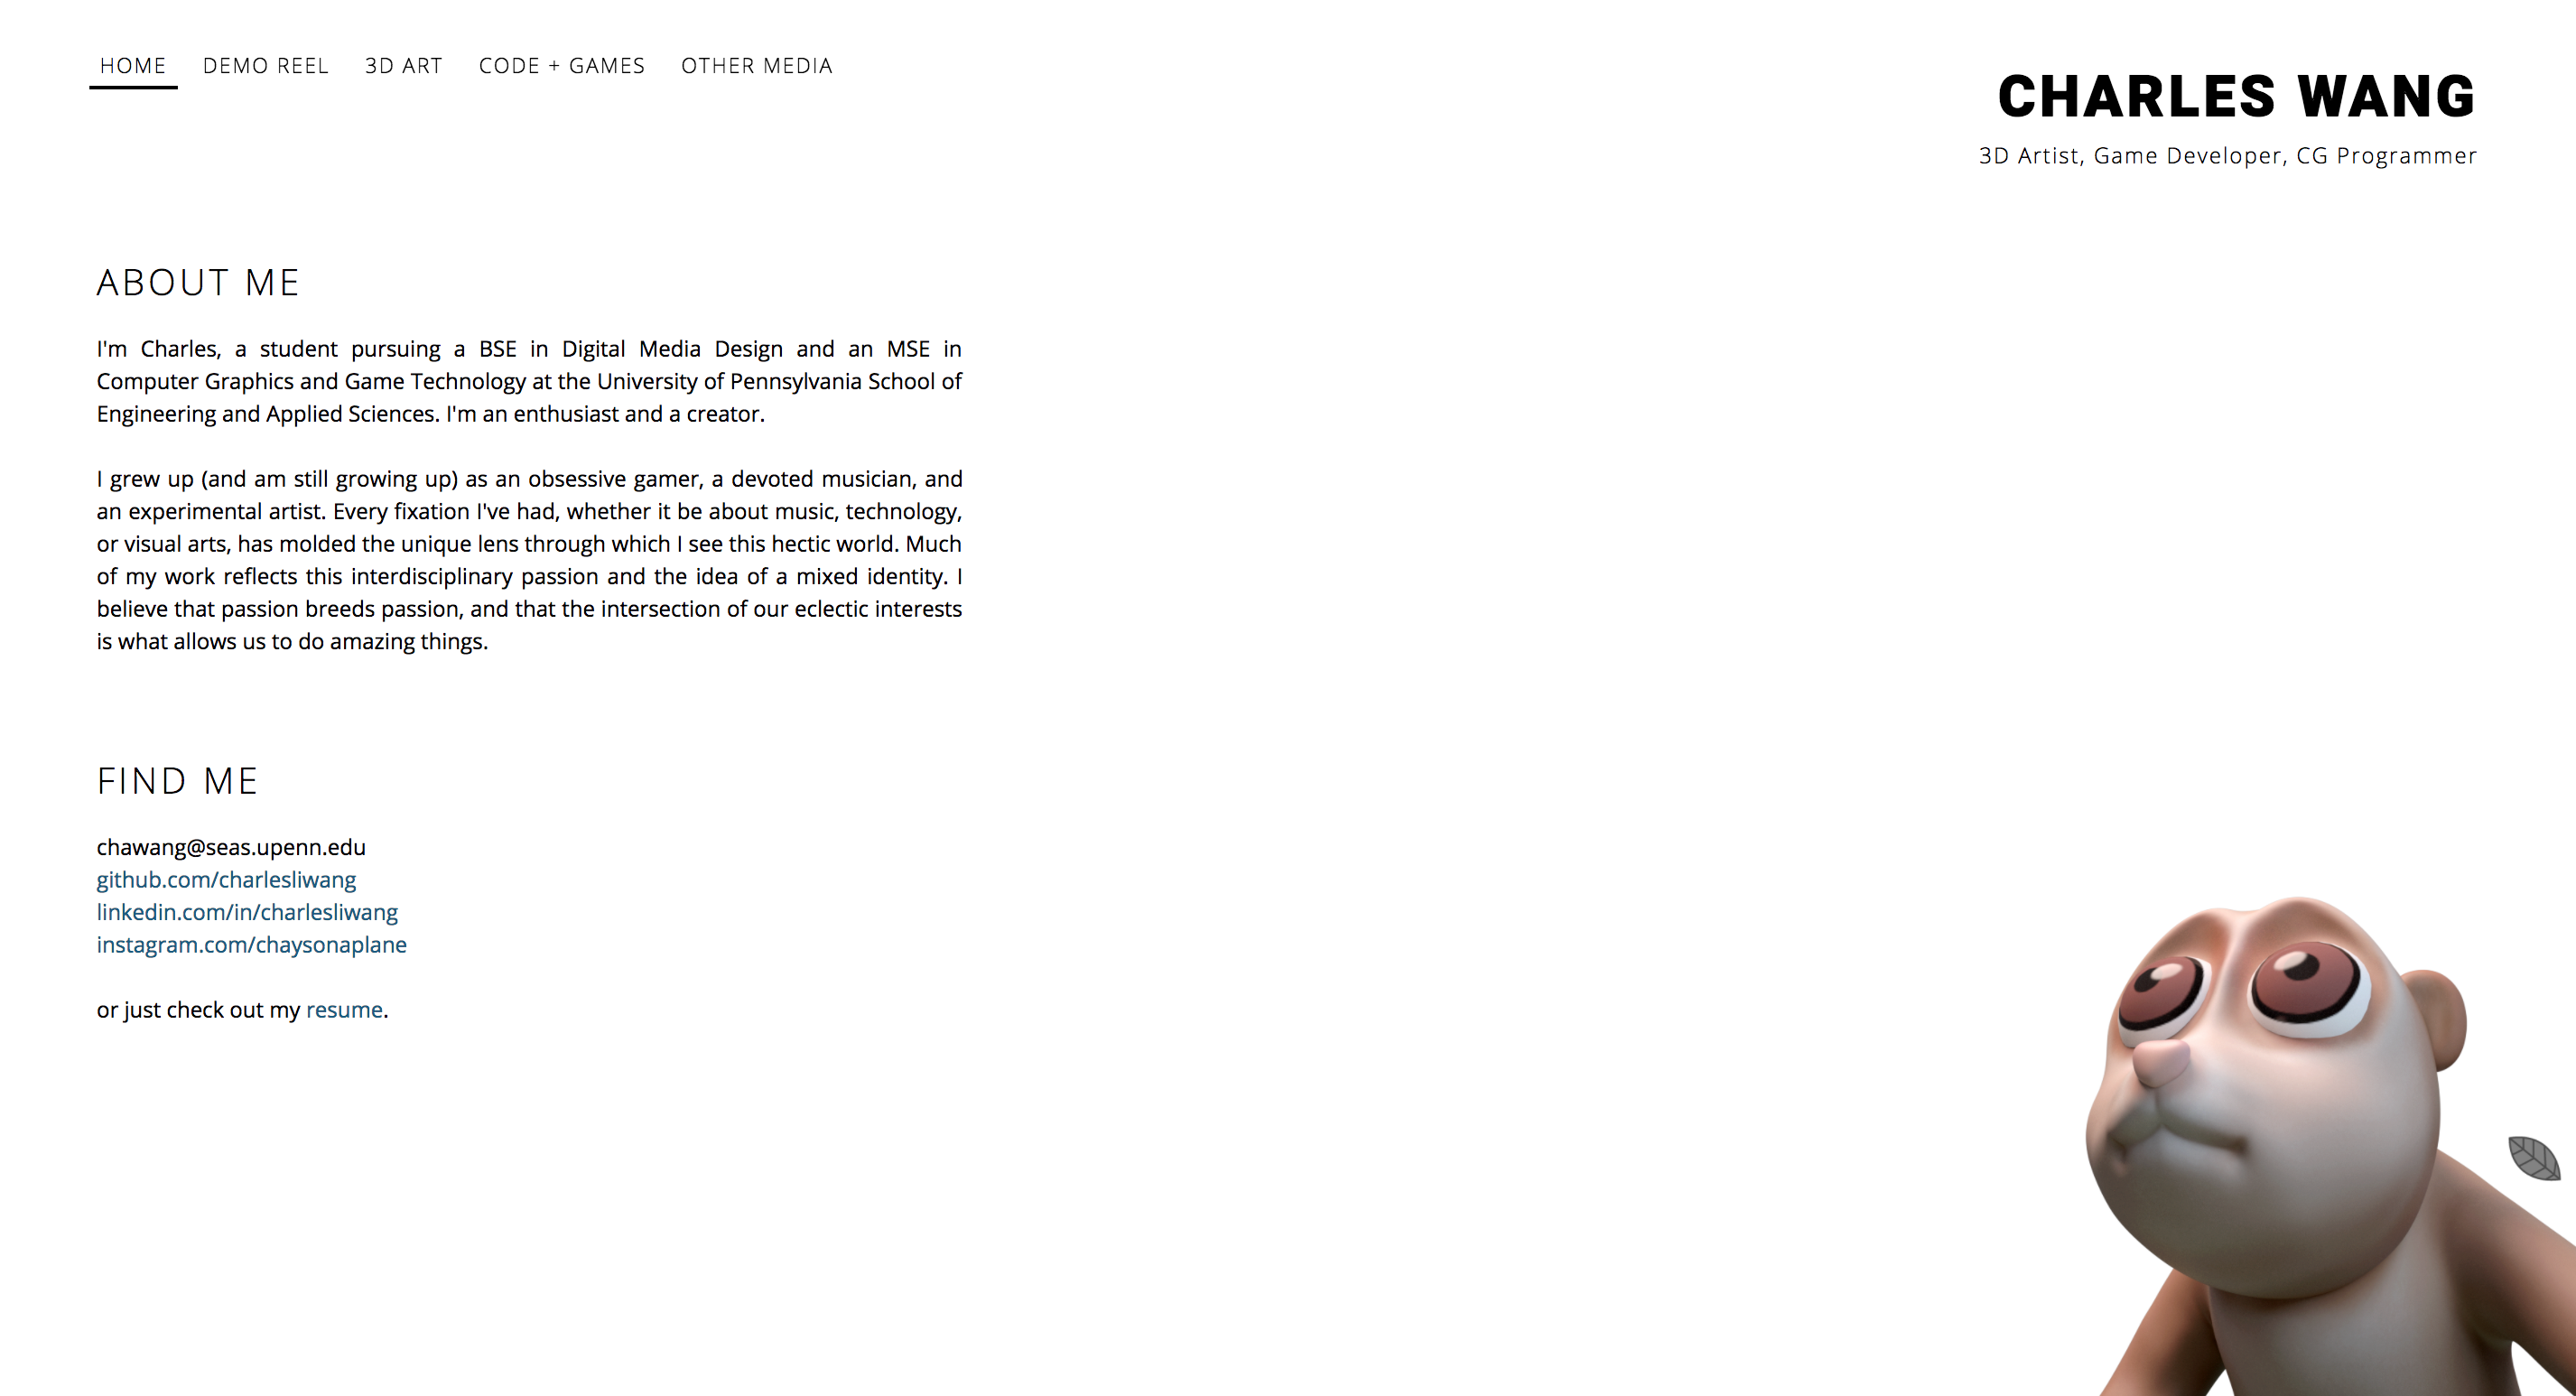 HOME DEMO REEL 3D ART CODE + GAMES OTHER MEDIA
CHARLES WANG
3D Artist, Game Developer, CG Programmer
ABOUT ME
I'm Charles, a student pursuing a BSE in Digital Media Design and an MSE in
Computer Graphics and Game Technology at the University of Pennsylvania School of
Engineering and Applied Sciences. I'm an enthusiast and a creator.
I grew up (and am still growing up) as an obsessive gamer, a devoted musician, and
an experimental artist. Every fixation I've had, whether it be about music, technology,
or visual arts, has molded the unique lens through which I see this hectic world. Much
of my work reflects this interdisciplinary passion and the idea of a mixed identity. I
believe that passion breeds passion, and that the intersection of our eclectic interests
is what allows us to do amazing things.
FIND ME
chawang@seas.upenn.edu
github.com/charlesliwang
linkedin.com/in/charlesliwang
instagram.com/chaysonaplane
or just check out my resume.